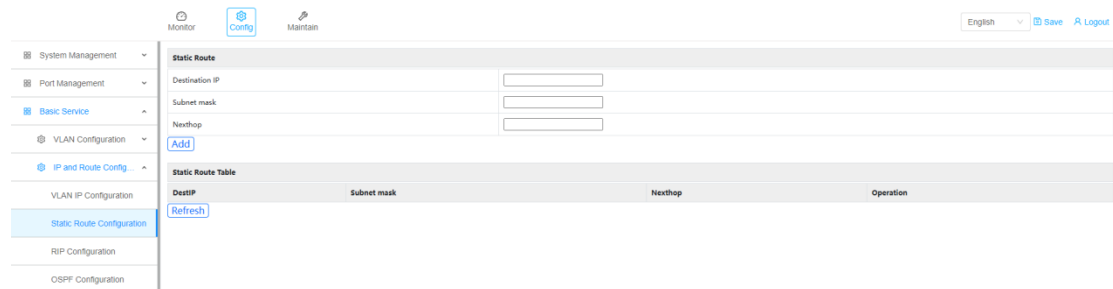 Monitor
Config
Maintain
English
Save
Logout
System Management
Port Management
Basic Service
VLAN Configuration
IP and Route Config...
VLAN IP Configuration
Static Route Configuration
RIP Configuration
OSPF Configuration
Static Route
Destination IP
Subnet mask
Nexthop
Add
Static Route Table
DestIP Subnet mask Nexthop Operation
Refresh